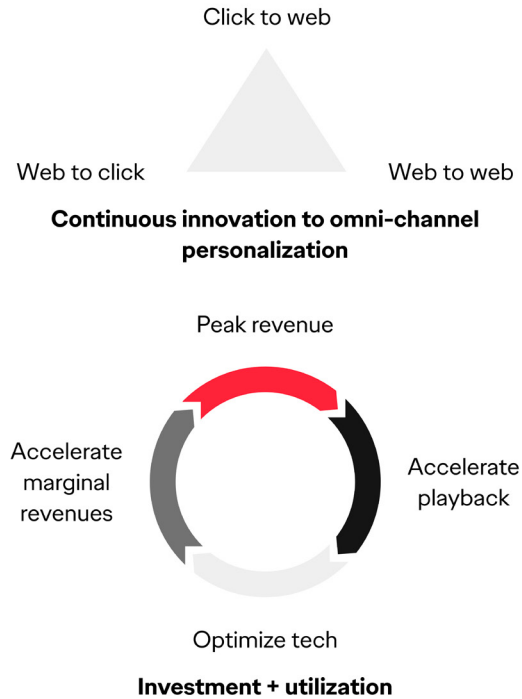 Click to web
Web to click
Web to web
Continuous innovation to omni-channel
personalization
Peak revenue
Accelerate
marginal
revenues
Accelerate
playback
Optimize tech
Investment + utilization